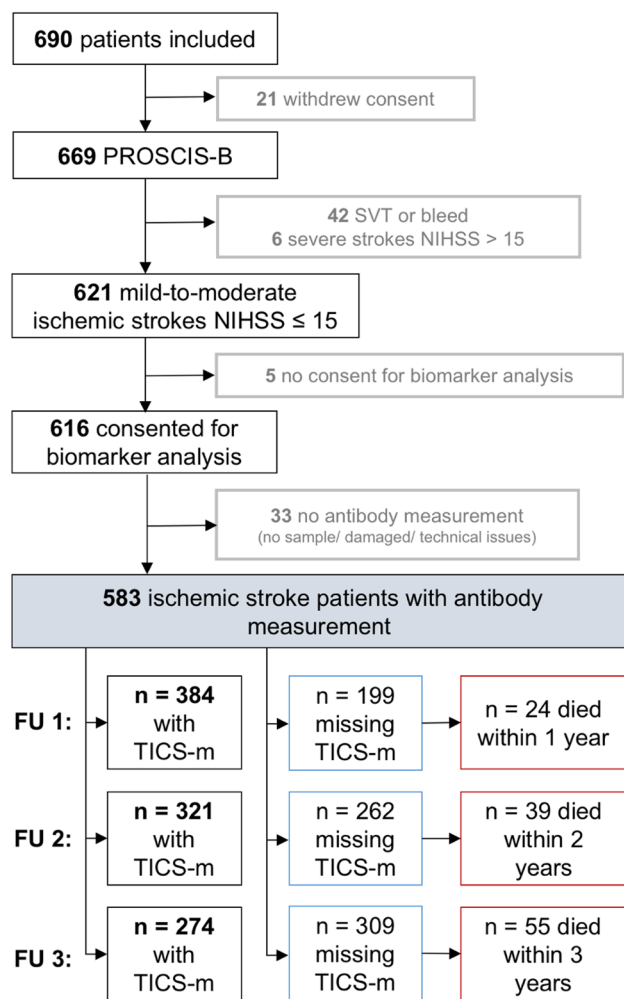 690 patients included
21 withdrew consent
669 PROSCIS-B
42 SVT or bleed
6 severe strokes NIHSS > 15
621 mild-to-moderate
ischemic strokes NIHSS ≤ 15
5 no consent for biomarker analysis
616 consented for
biomarker analysis
33 no antibody measurement
(no sample/ damaged/ technical issues)
583 ischemic stroke patients with antibody
measurement
FU 1:
n = 384
with
TICS-m
n = 199
missing
TICS-m
n = 24 died
within 1 year
FU 2:
n = 321
with
TICS-m
n = 262
missing
TICS-m
n = 39 died
within 2
years
FU 3:
n = 274
with
TICS-m
n = 309
missing
TICS-m
n = 55 died
within 3
years